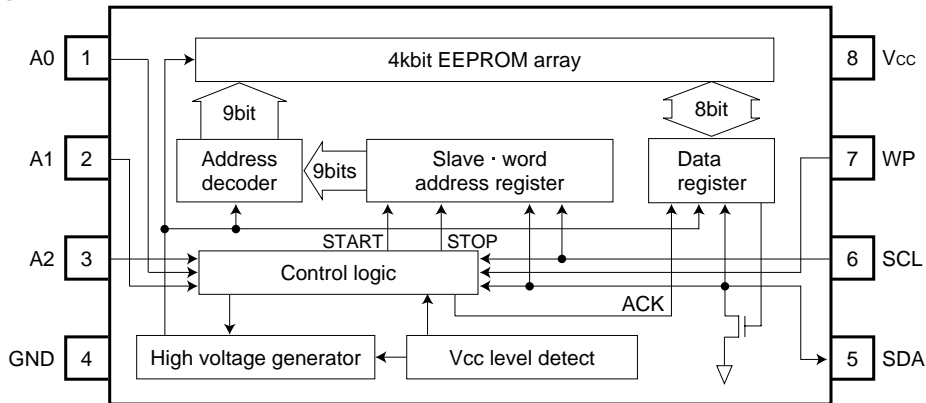 4kbit EEPROM array
A0 1
8 Vcc
9bit
8bit
A1 2
Address decoder
9bits
Slave・word address register
Data register
7 WP
START
STOP
A2 3
Control logic
6 SCL
ACK
GND 4
High voltage generator
Vcc level detect
5 SDA